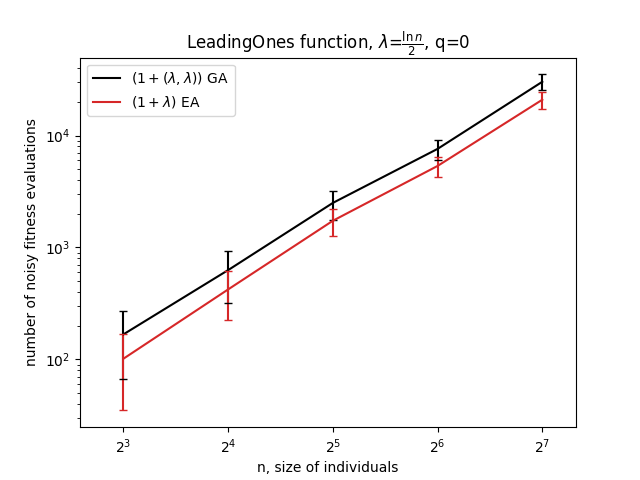 LeadingOnes function, λ=ln n/2, q=0
(1 + (λ, λ)) GA
(1 + λ) EA
number of noisy fitness evaluations
10⁴
10³
10²
2³ 2⁴ 2⁵ 2⁶ 2⁷
n, size of individuals